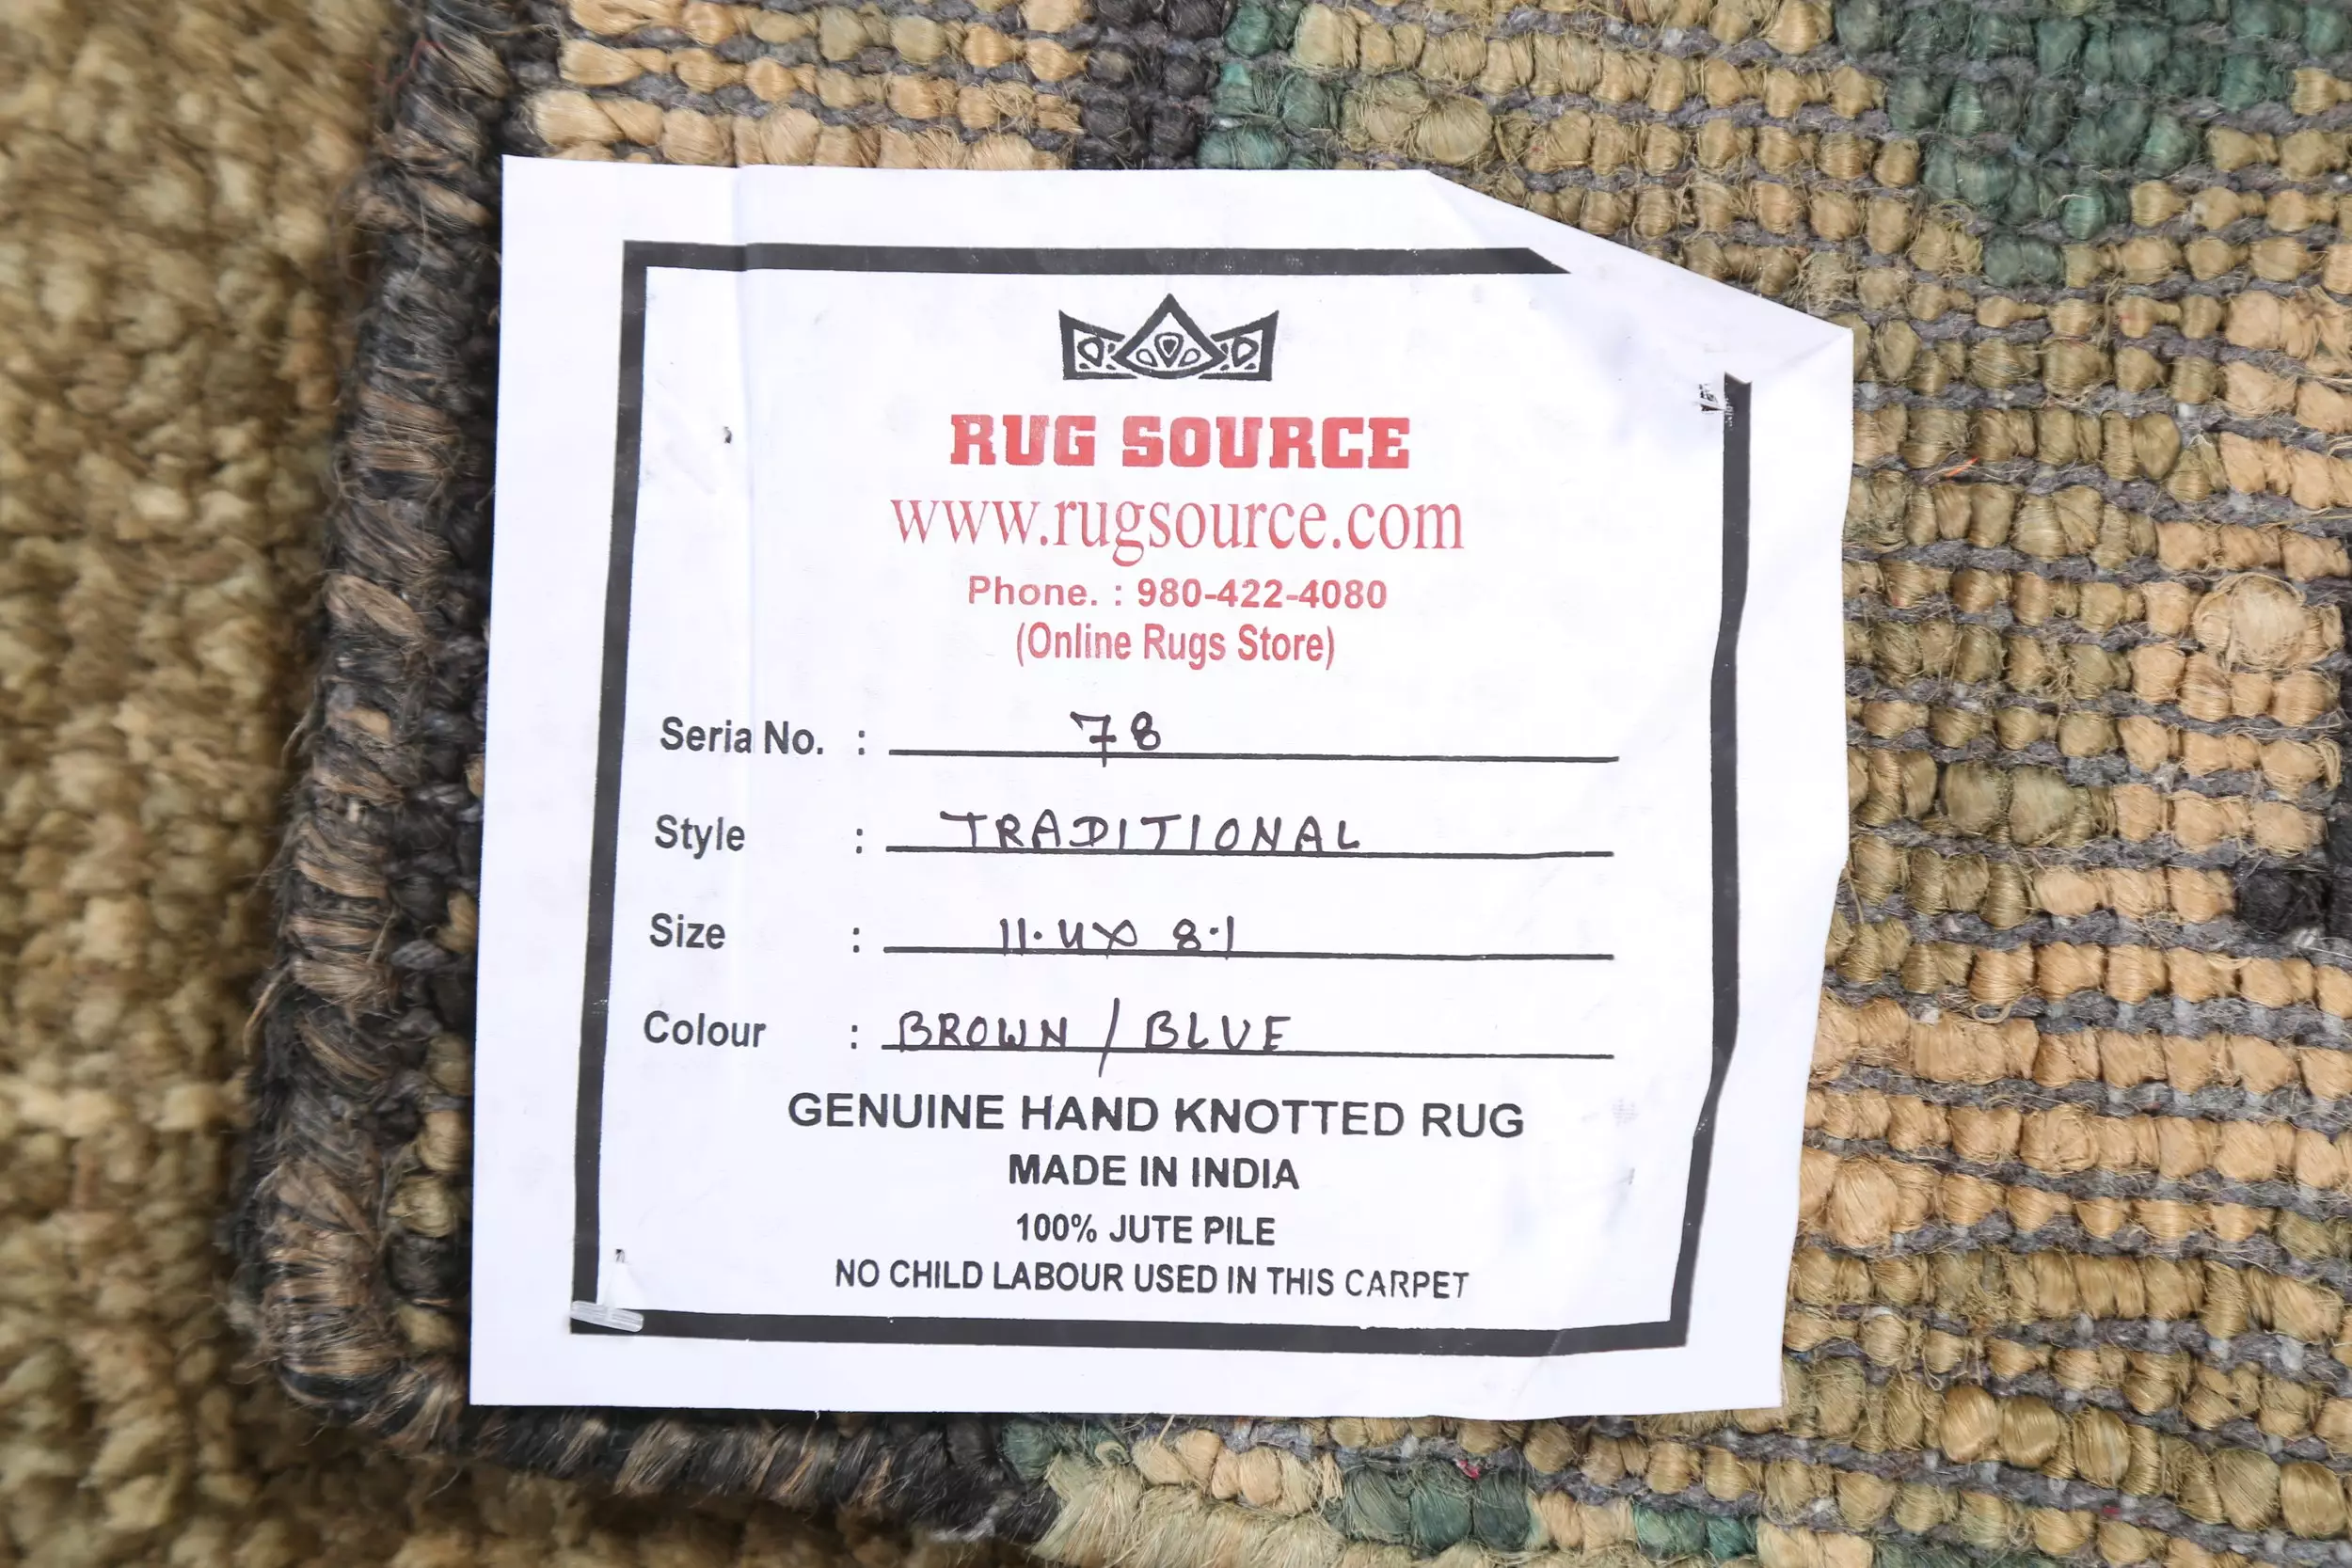 RUG SOURCE
www.rugsource.com
Phone. : 980-422-4080
(Online Rugs Store)
Seria No. : 78
Style : TRADITIONAL
Size : 11.4x 8.1
Colour : BROWN / BLUE
GENUINE HAND KNOTTED RUG
MADE IN INDIA
100% JUTE PILE
NO CHILD LABOUR USED IN THIS CARPET